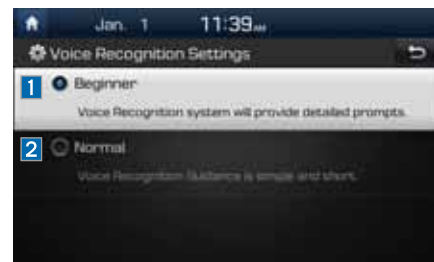 Jan. 1 11:39AM
Voice Recognition Settings
1 Beginner
Voice Recognition system will provide detailed prompts.
2 Normal
Voice Recognition Guidance is simple and short.